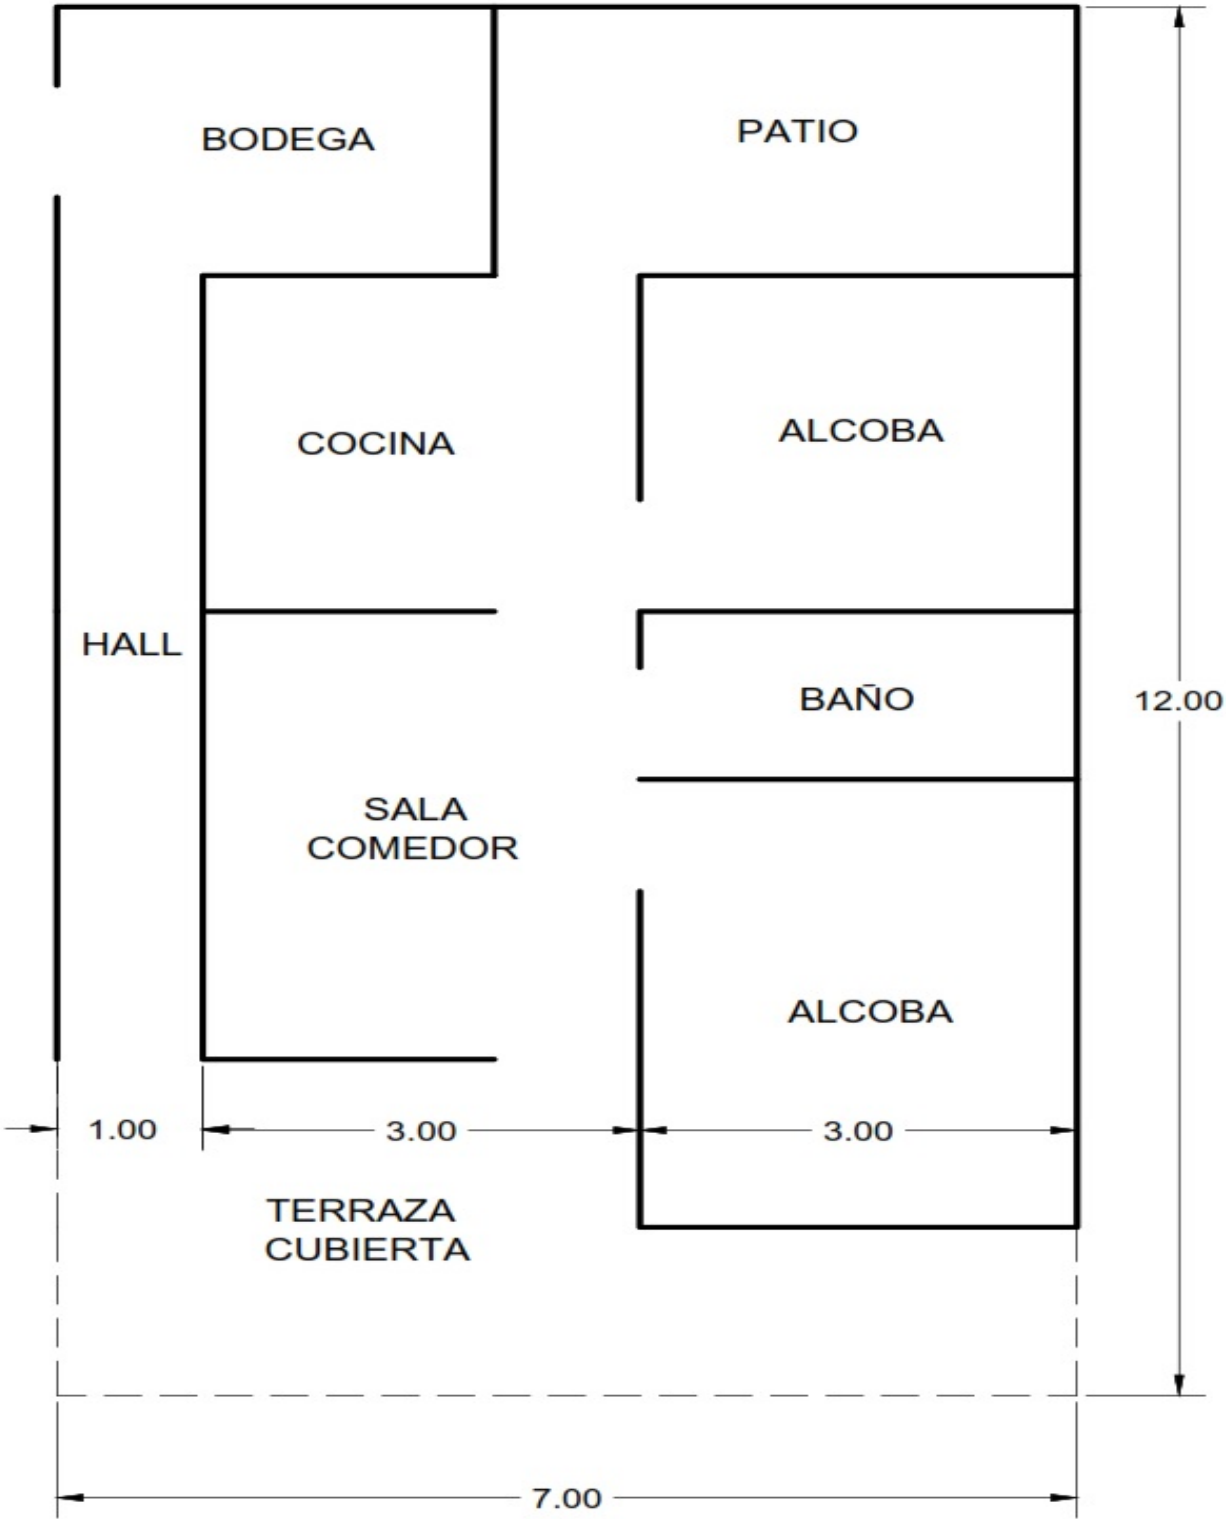 BODEGA
PATIO
COCINA
ALCOBA
HALL
BAÑO
12.00
SALA
COMEDOR
ALCOBA
1.00
3.00
3.00
TERRAZA
CUBIERTA
7.00